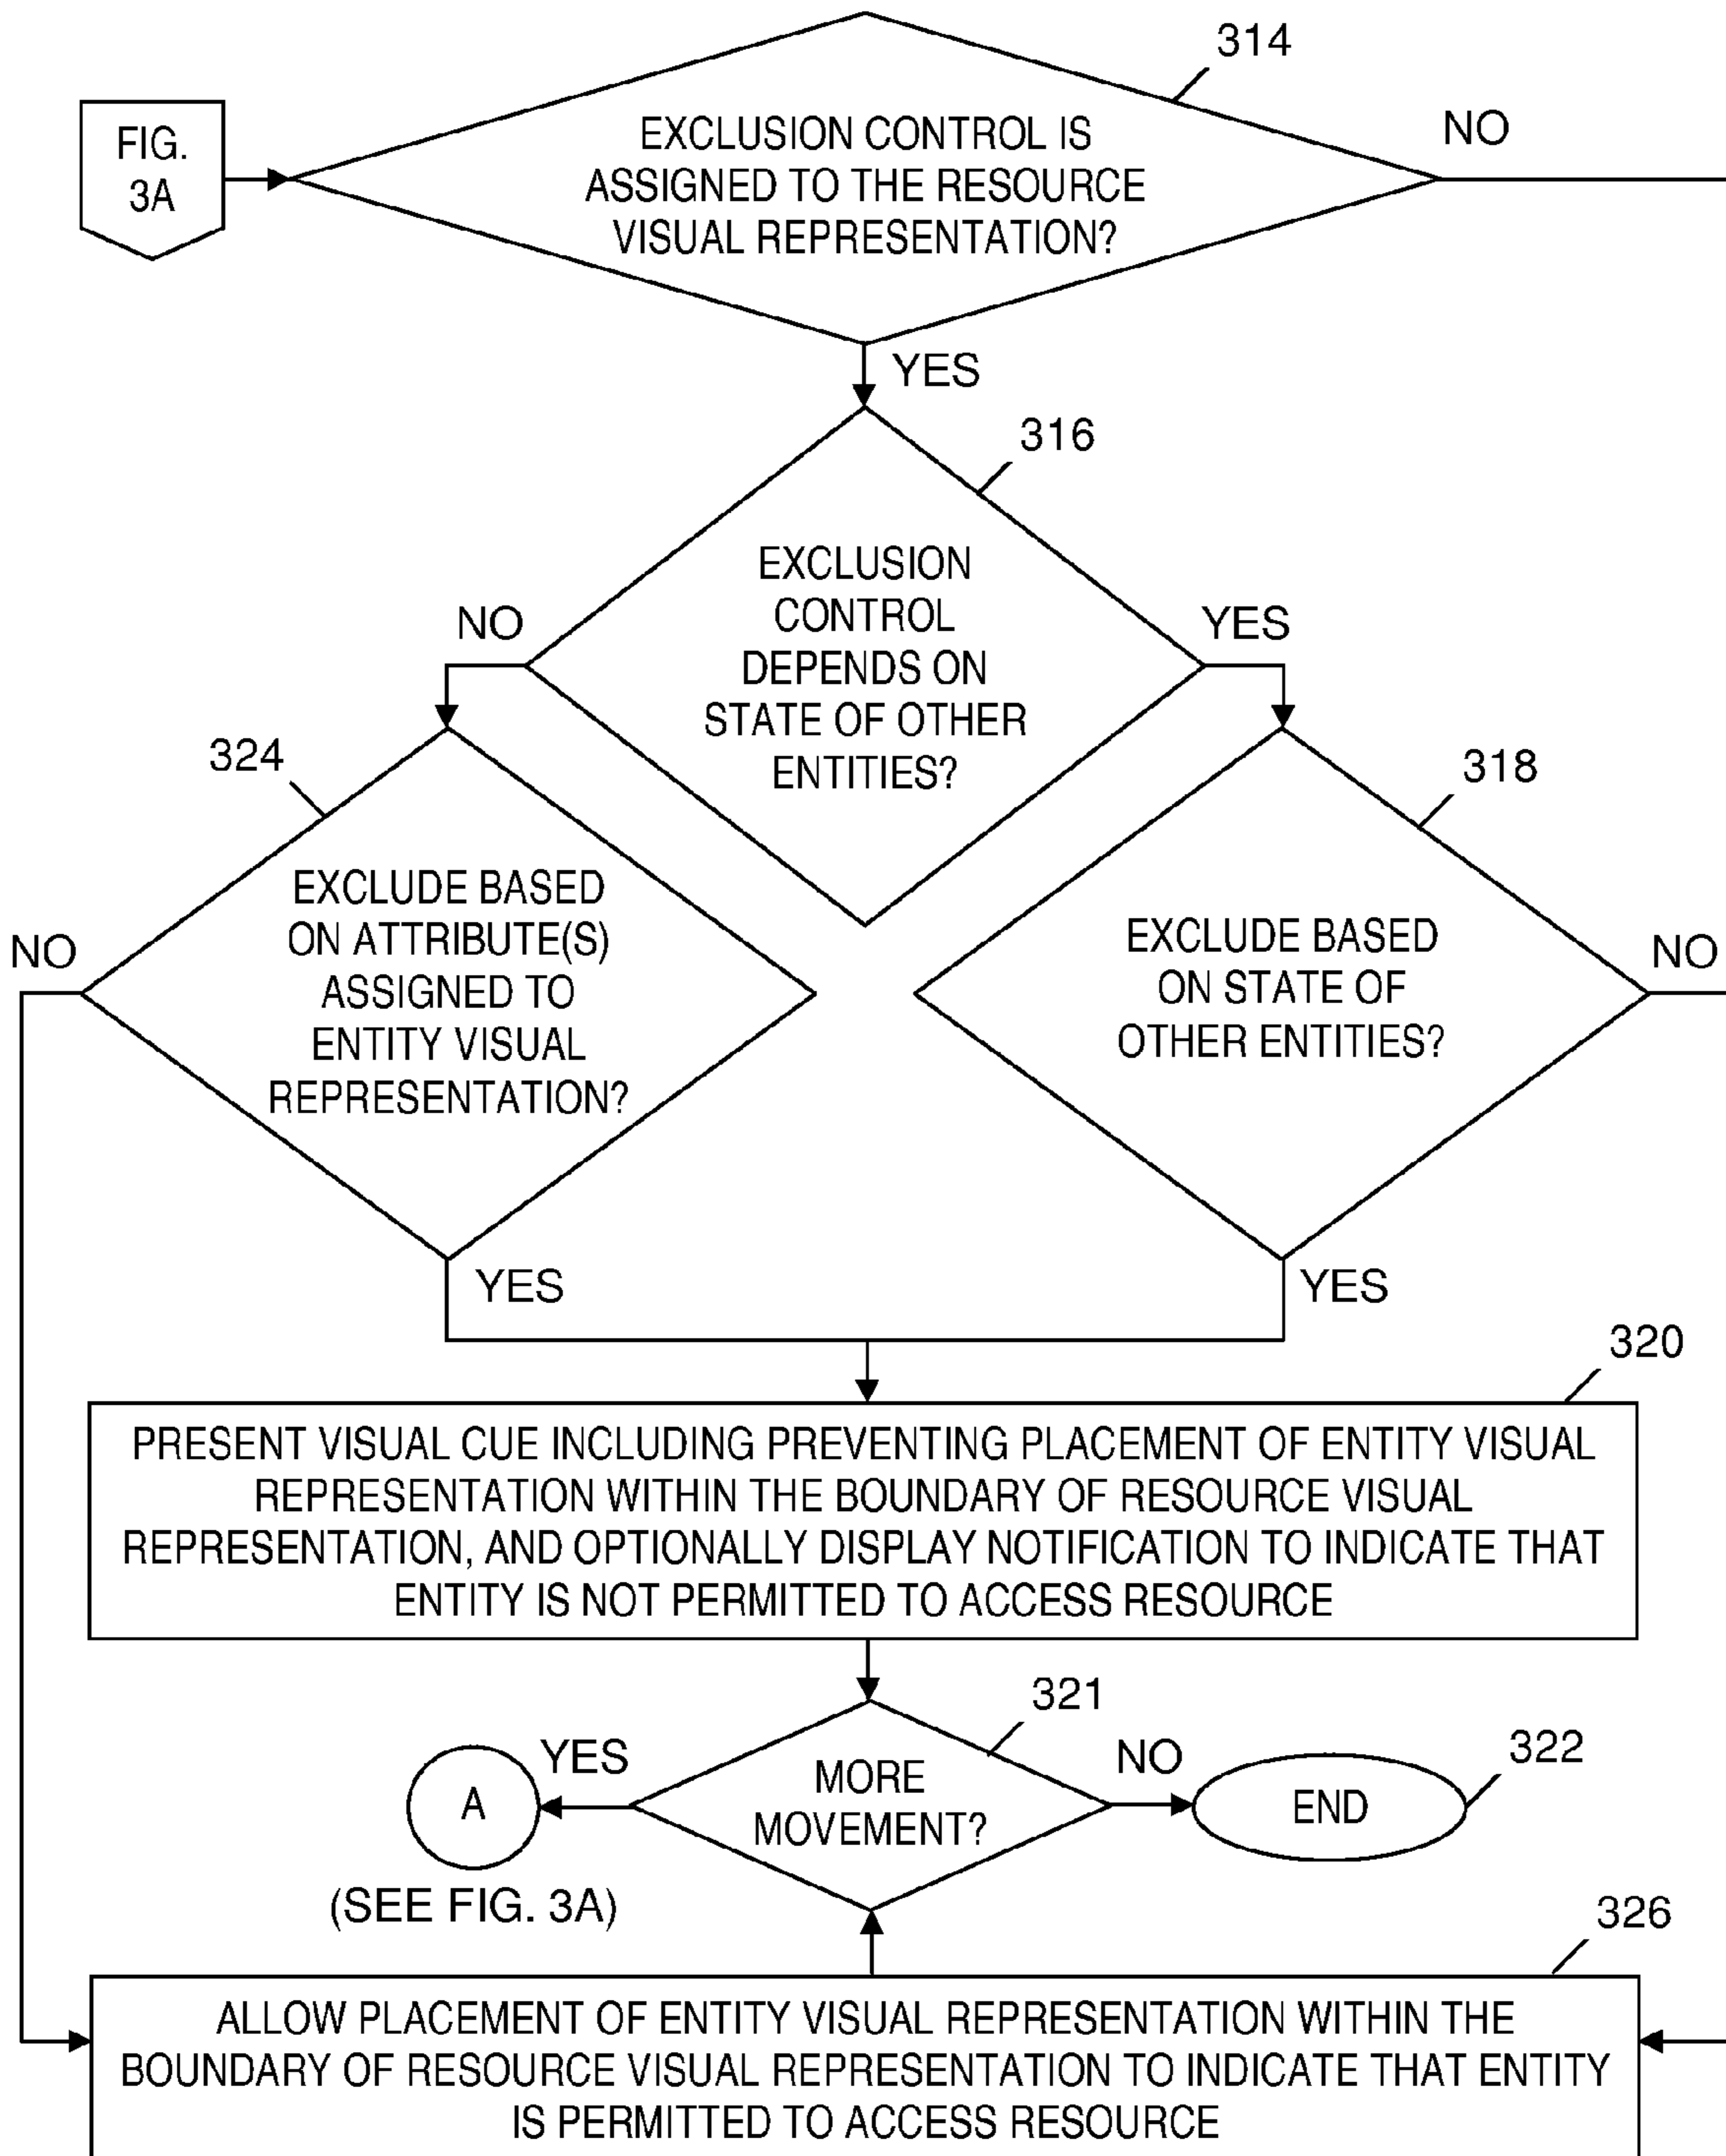 314
FIG.
3A
EXCLUSION CONTROL IS
ASSIGNED TO THE RESOURCE
VISUAL REPRESENTATION?
NO
YES
316
EXCLUSION
CONTROL
DEPENDS ON
STATE OF OTHER
ENTITIES?
NO
YES
324
318
EXCLUDE BASED
ON ATTRIBUTE(S)
ASSIGNED TO
ENTITY VISUAL
REPRESENTATION?
NO
EXCLUDE BASED
ON STATE OF
OTHER ENTITIES?
NO
YES
YES
320
PRESENT VISUAL CUE INCLUDING PREVENTING PLACEMENT OF ENTITY VISUAL
REPRESENTATION WITHIN THE BOUNDARY OF RESOURCE VISUAL
REPRESENTATION, AND OPTIONALLY DISPLAY NOTIFICATION TO INDICATE THAT
ENTITY IS NOT PERMITTED TO ACCESS RESOURCE
321
YES
A
(SEE FIG. 3A)
MORE
MOVEMENT?
NO
END
322
326
ALLOW PLACEMENT OF ENTITY VISUAL REPRESENTATION WITHIN THE
BOUNDARY OF RESOURCE VISUAL REPRESENTATION TO INDICATE THAT ENTITY
IS PERMITTED TO ACCESS RESOURCE